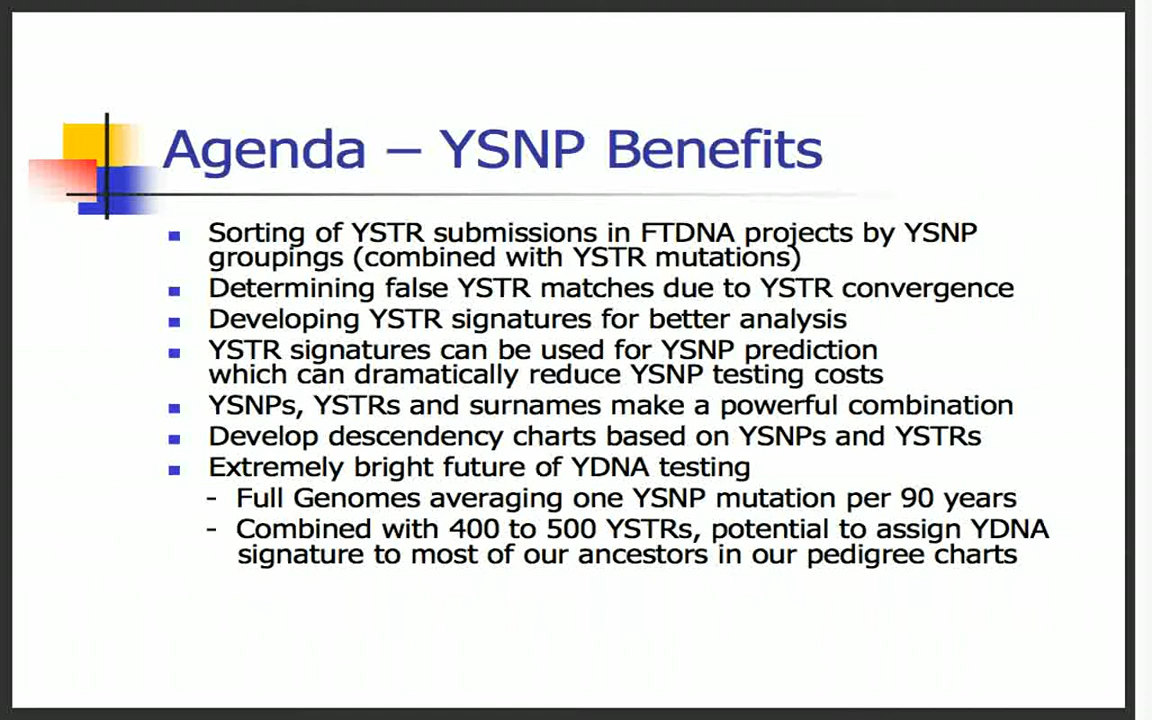 Agenda – YSNP Benefits
Sorting of YSTR submissions in FTDNA projects by YSNP
groupings (combined with YSTR mutations)
Determining false YSTR matches due to YSTR convergence
Developing YSTR signatures for better analysis
YSTR signatures can be used for YSNP prediction
which can dramatically reduce YSNP testing costs
YSNPs, YSTRs and surnames make a powerful combination
Develop descendency charts based on YSNPs and YSTRs
Extremely bright future of YDNA testing
- Full Genomes averaging one YSNP mutation per 90 years
- Combined with 400 to 500 YSTRs, potential to assign YDNA
signature to most of our ancestors in our pedigree charts